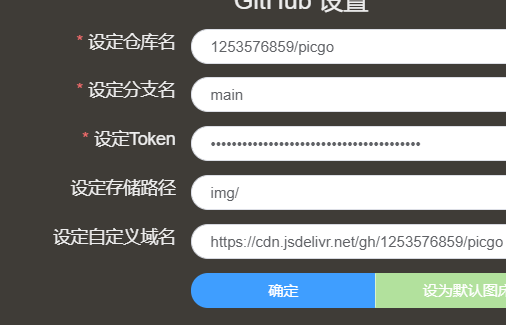 GitHub 设置
* 设定仓库名
1253576859/picgo
* 设定分支名
main
* 设定Token
••••••••••••••••••••••••••••••••••••••••
设定存储路径
img/
设定自定义域名
https://cdn.jsdelivr.net/gh/1253576859/picgo
确定
设为默认图床